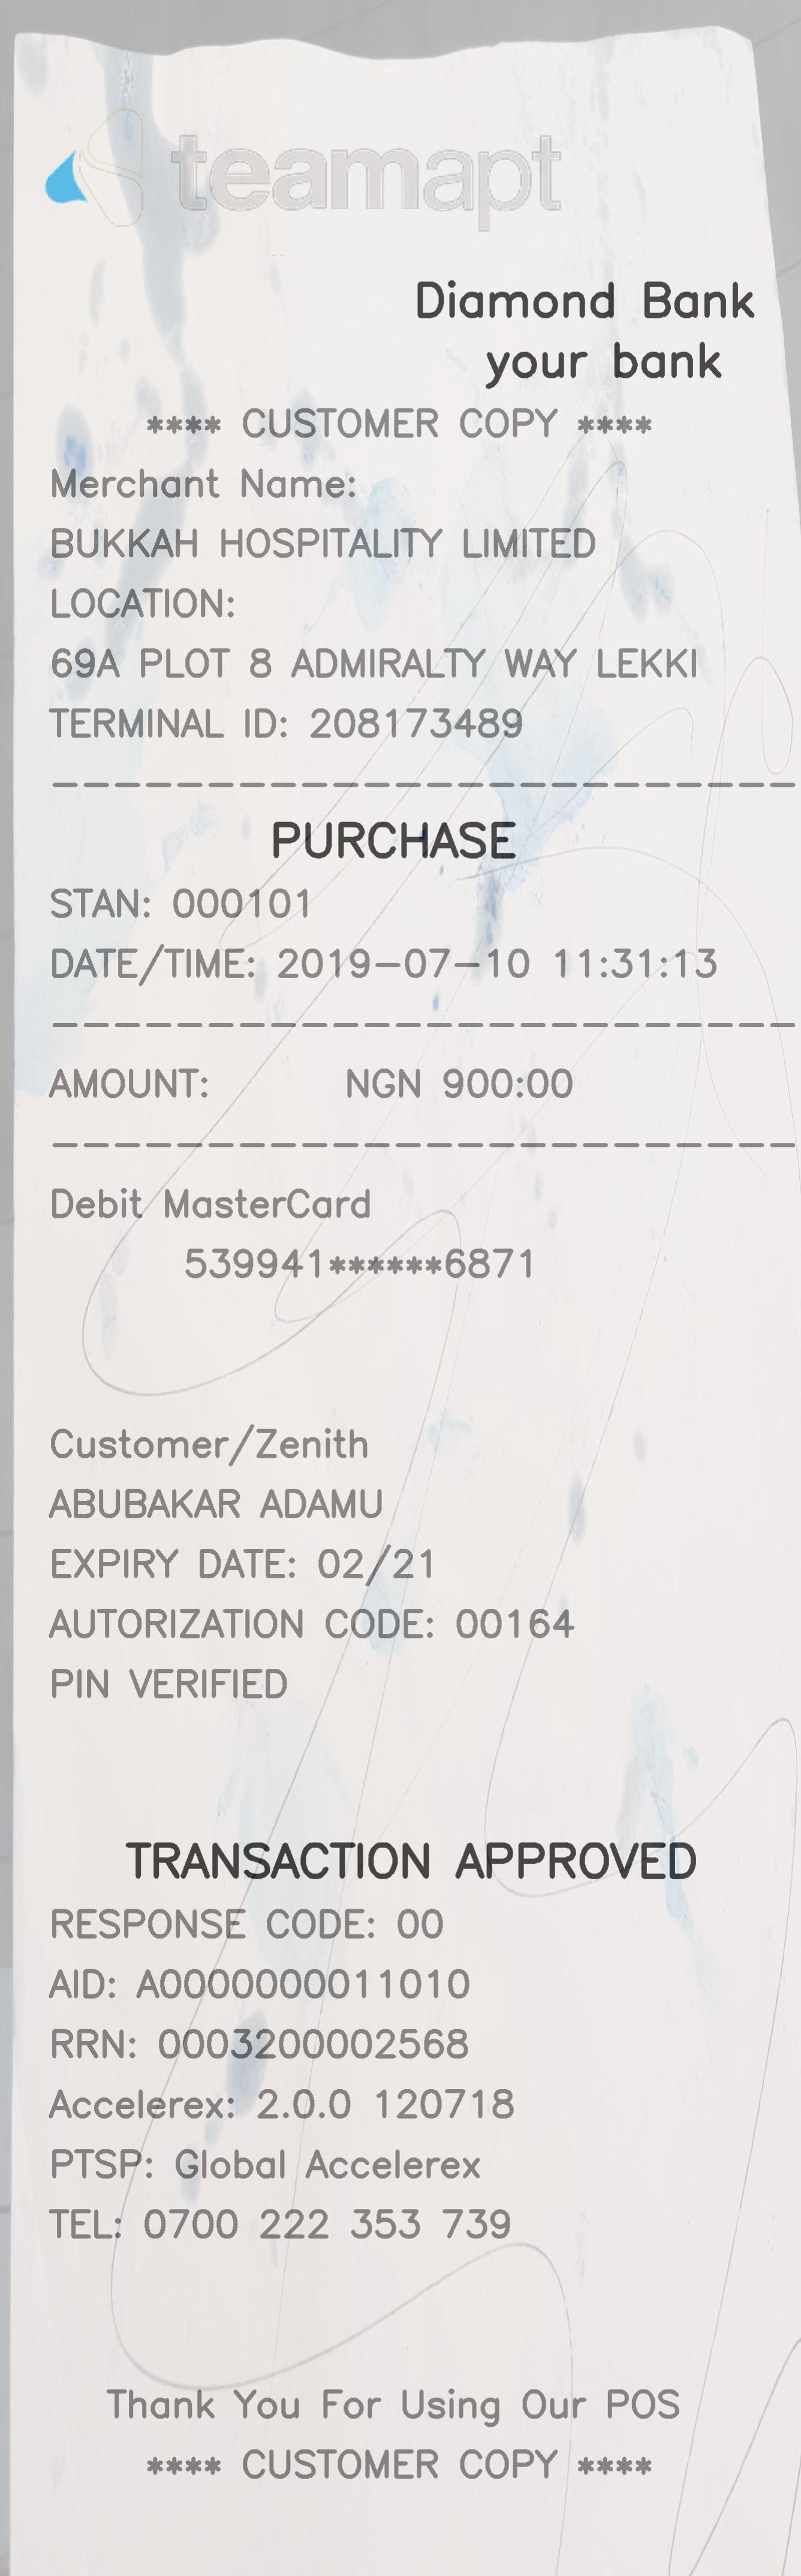 teamapt
Diamond Bank
your bank
**** CUSTOMER COPY ****
Merchant Name:
BUKKAH HOSPITALITY LIMITED
LOCATION:
69A PLOT 8 ADMIRALTY WAY LEKKI
TERMINAL ID: 208173489
------------------------
PURCHASE
STAN: 000101
DATE/TIME: 2019-07-10 11:31:13
------------------------
AMOUNT: NGN 900:00
------------------------
Debit MasterCard
539941******6871
Customer/Zenith
ABUBAKAR ADAMU
EXPIRY DATE: 02/21
AUTORIZATION CODE: 00164
PIN VERIFIED
TRANSACTION APPROVED
RESPONSE CODE: 00
AID: A0000000011010
RRN: 0003200002568
Accelerex: 2.0.0 120718
PTSP: Global Accelerex
TEL: 0700 222 353 739
Thank You For Using Our POS
**** CUSTOMER COPY ****